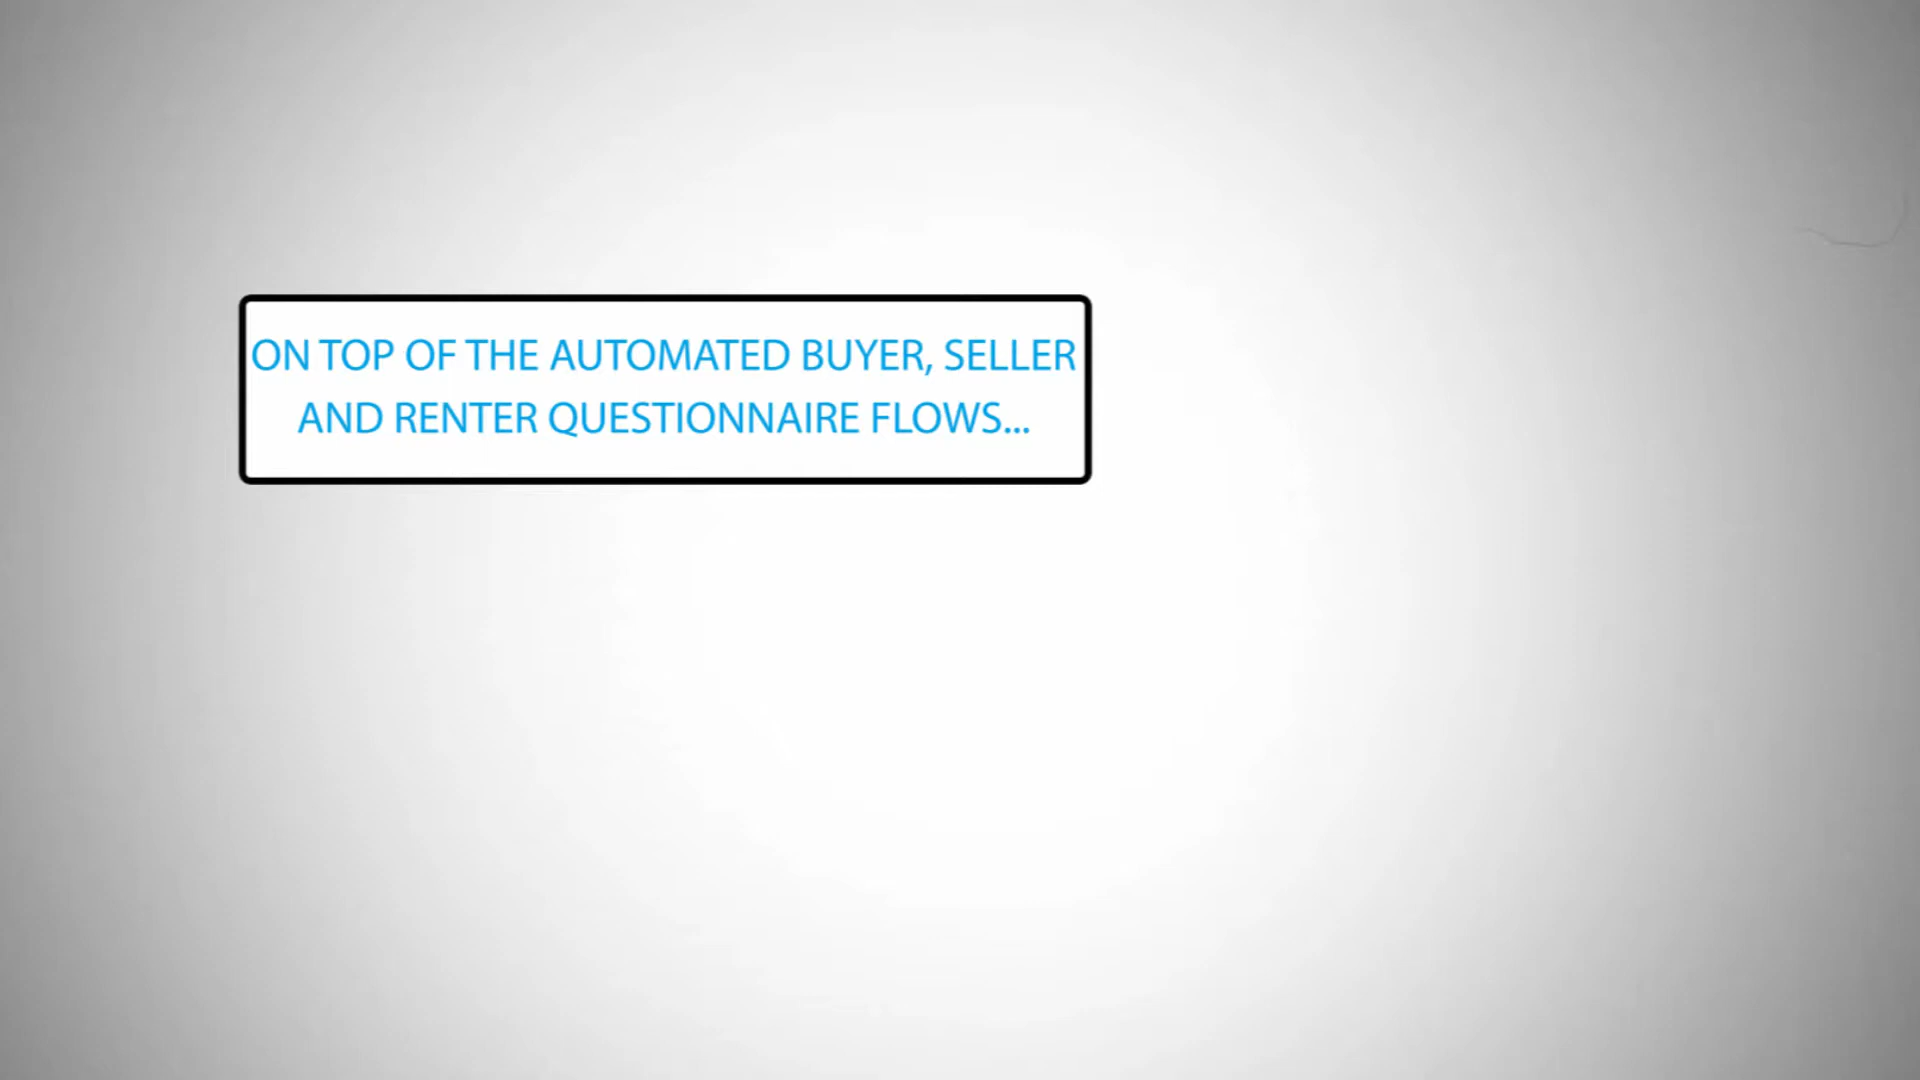 ON TOP OF THE AUTOMATED BUYER, SELLER
AND RENTER QUESTIONNAIRE FLOWS...